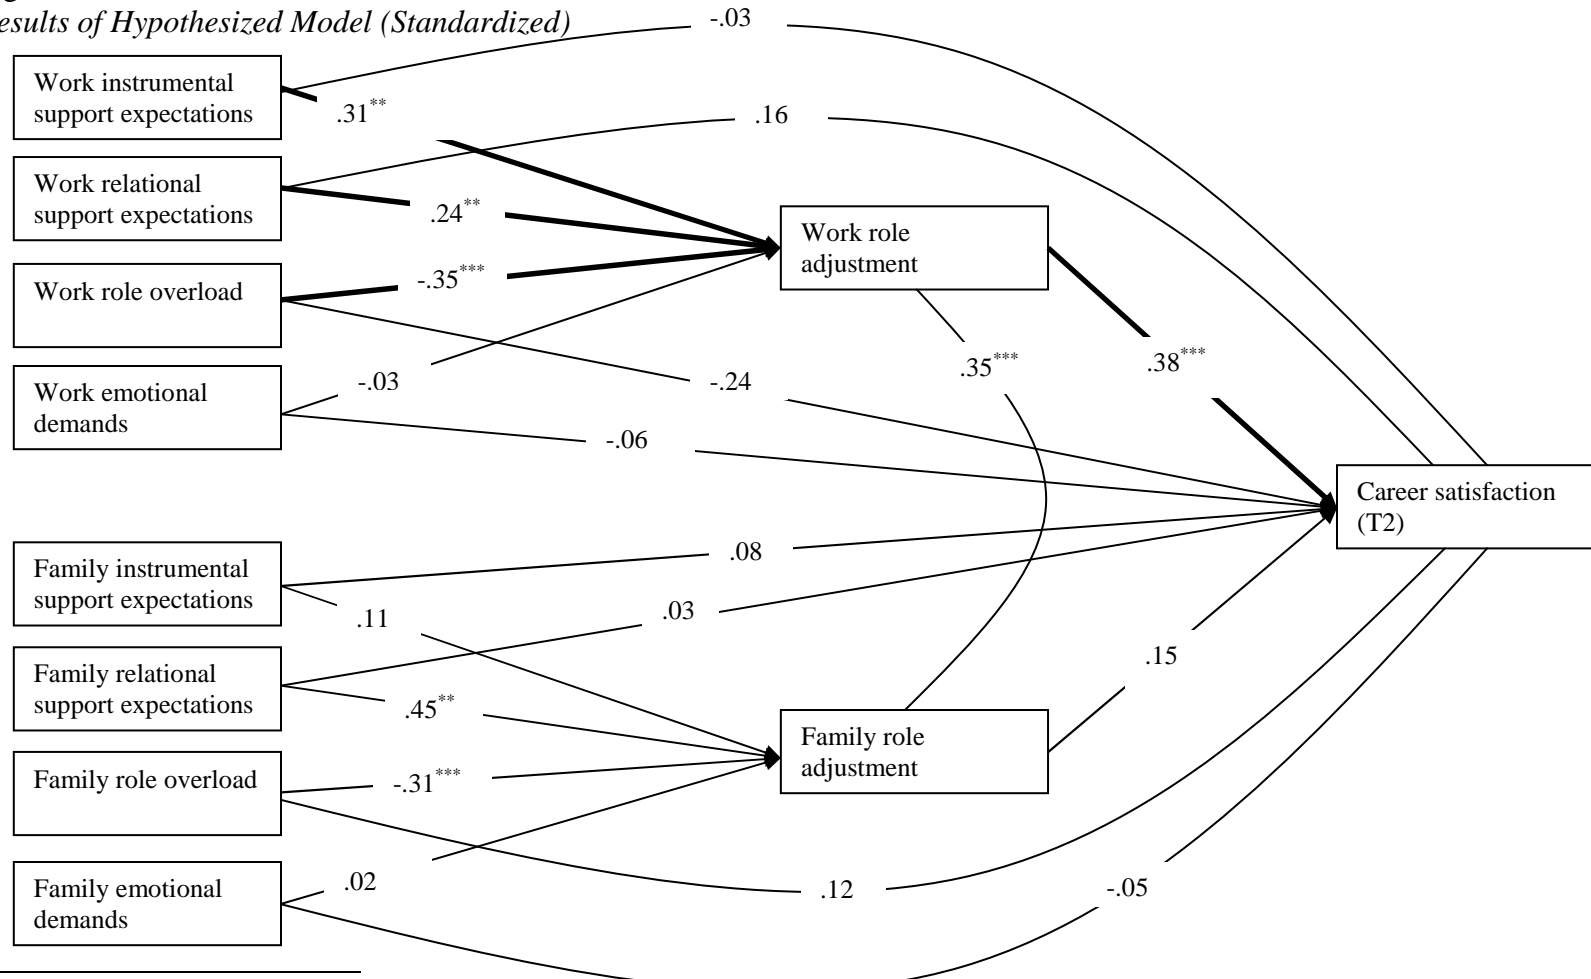 esults of Hypothesized Model (Standardized)
-.03
Work instrumental
support expectations
.31**
.16
Work relational
support expectations
.24**
Work role
adjustment
Work role overload
-.35***
.35***
.38***
Work emotional
demands
-.03
-.24
-.06
Career satisfaction
(T2)
Family instrumental
support expectations
.08
.11
.03
Family relational
support expectations
.45**
.15
Family role
adjustment
Family role overload
-.31***
Family emotional
demands
.02
.12
-.05